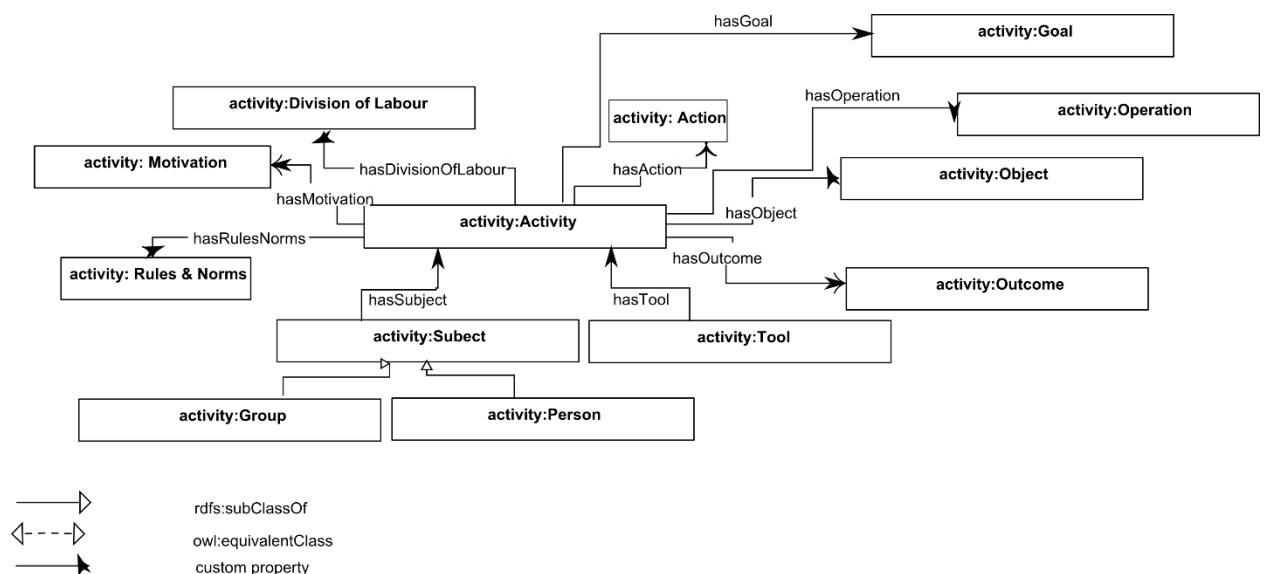 hasGoal
activity:Goal
activity:Division of Labour
activity: Action
hasOperation
activity:Operation
activity: Motivation
hasDivisionOfLabour
hasAction
activity:Object
hasMotivation
activity:Activity
hasObject
hasRulesNorms
activity: Rules & Norms
hasOutcome
activity:Outcome
hasSubject
hasTool
activity:Subect
activity:Tool
activity:Group
activity:Person
rdfs:subClassOf
owl:equivalentClass
custom property